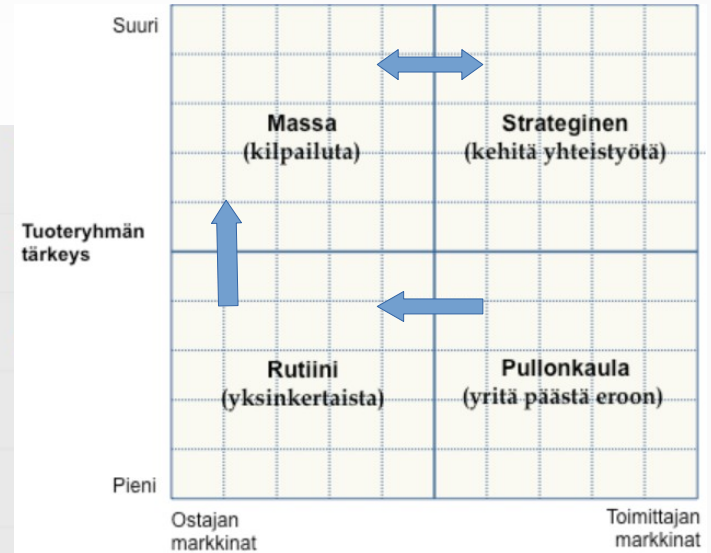 Suuri
Massa
(kilpailuta)
Strateginen
(kehitä yhteistyötä)
Tuoteryhmän
tärkeys
Rutiini
(yksinkertaista)
Pullonkaula
(yritä päästä eroon)
Pieni
Ostajan
markkinat
Toimittajan
markkinat